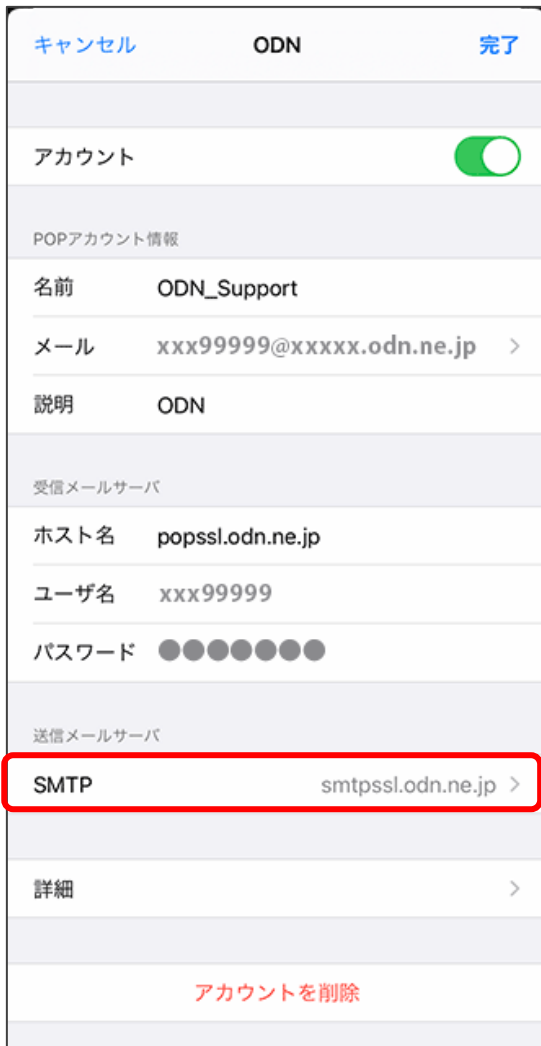 キャンセル ODN 完了
アカウント
POPアカウント情報
名前 ODN_Support
メール xxx99999@xxxxx.odn.ne.jp
説明 ODN
受信メールサーバ
ホスト名 popssl.odn.ne.jp
ユーザ名 xxx99999
パスワード ●●●●●●●
送信メールサーバ
SMTP smtpssl.odn.ne.jp
詳細
アカウントを削除